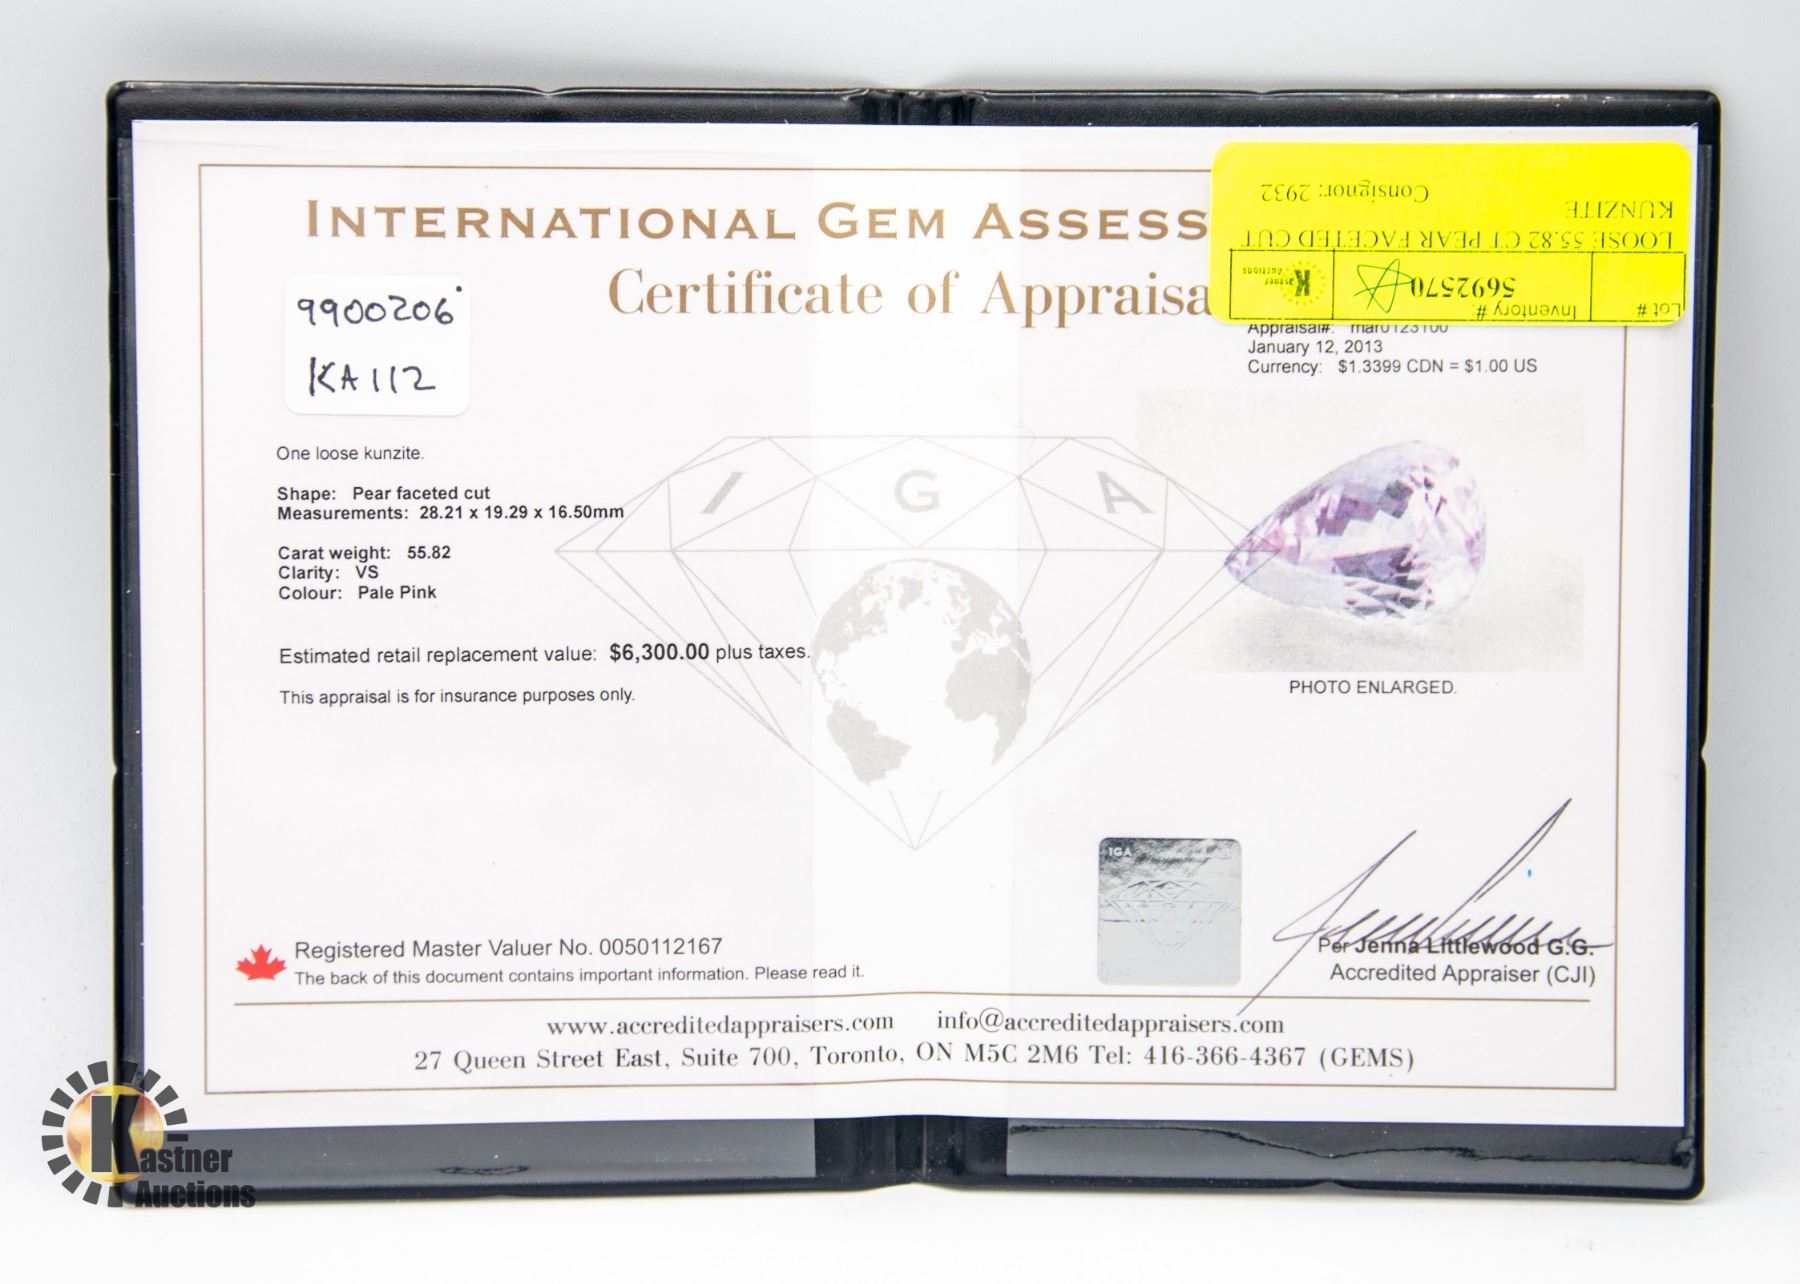 INTERNATIONAL GEM ASSESS
Certificate of Appraisa
Consignor: 2932
LOOSE 55.82 CT PEAR FACETED CUT
KUNZITE
Lot #
Inventory #:
5692570
Kastner
Auctions
9900206
KA112
Appraisal#:
January 12, 2013
Currency: $1.3399 CDN = $1.00 US
One loose kunzite.
Shape: Pear faceted cut
Measurements: 28.21 x 19.29 x 16.50mm
Carat weight: 55.82
Clarity: VS
Colour: Pale Pink
Estimated retail replacement value: $6,300.00 plus taxes.
This appraisal is for insurance purposes only.
I G A
PHOTO ENLARGED.
IGA
Registered Master Valuer No. 0050112167
The back of this document contains important information. Please read it.
Per Jenna Littlewood G.G.
Accredited Appraiser (CJI)
www.accreditedappraisers.com info@accreditedappraisers.com
27 Queen Street East, Suite 700, Toronto, ON M5C 2M6 Tel: 416-366-4367 (GEMS)
Kastner
Auctions